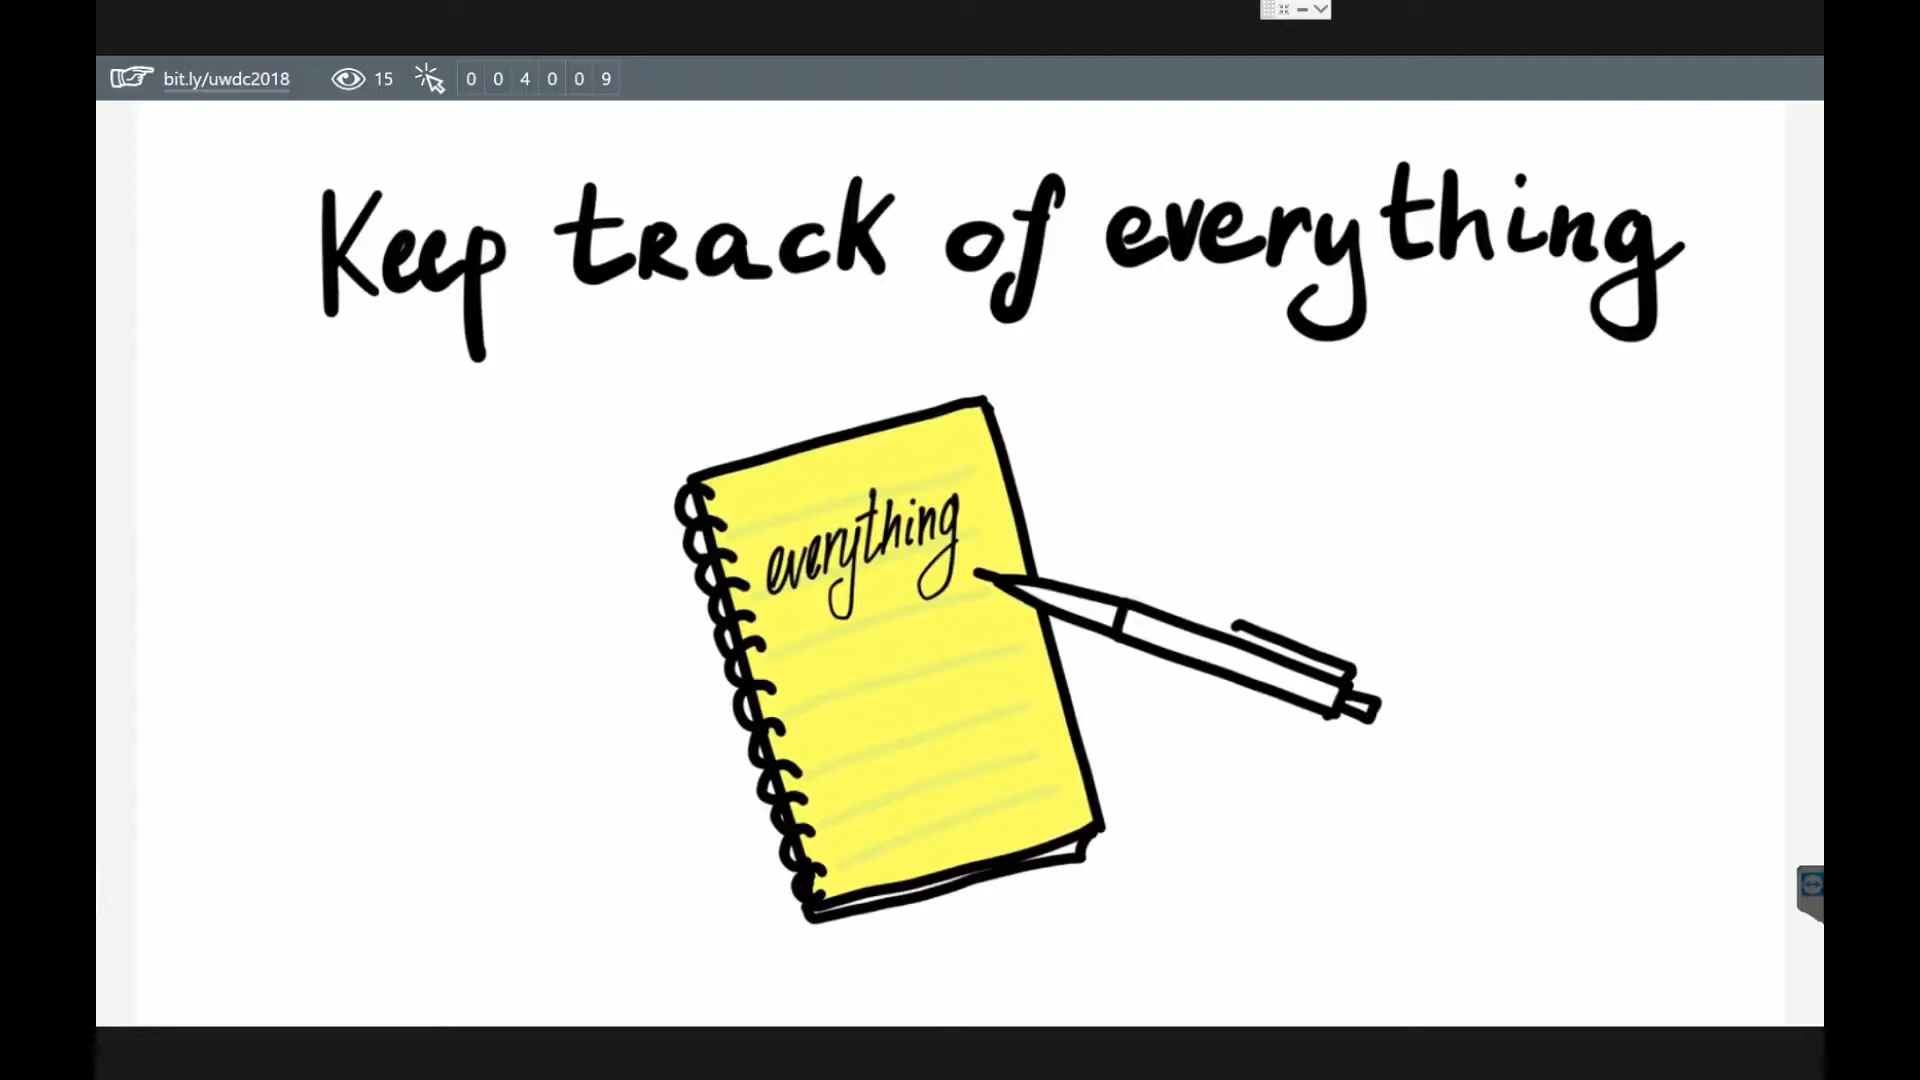 bit.ly/uwdc2018 15 0 0 4 0 0 9
Keep track of everything
everything